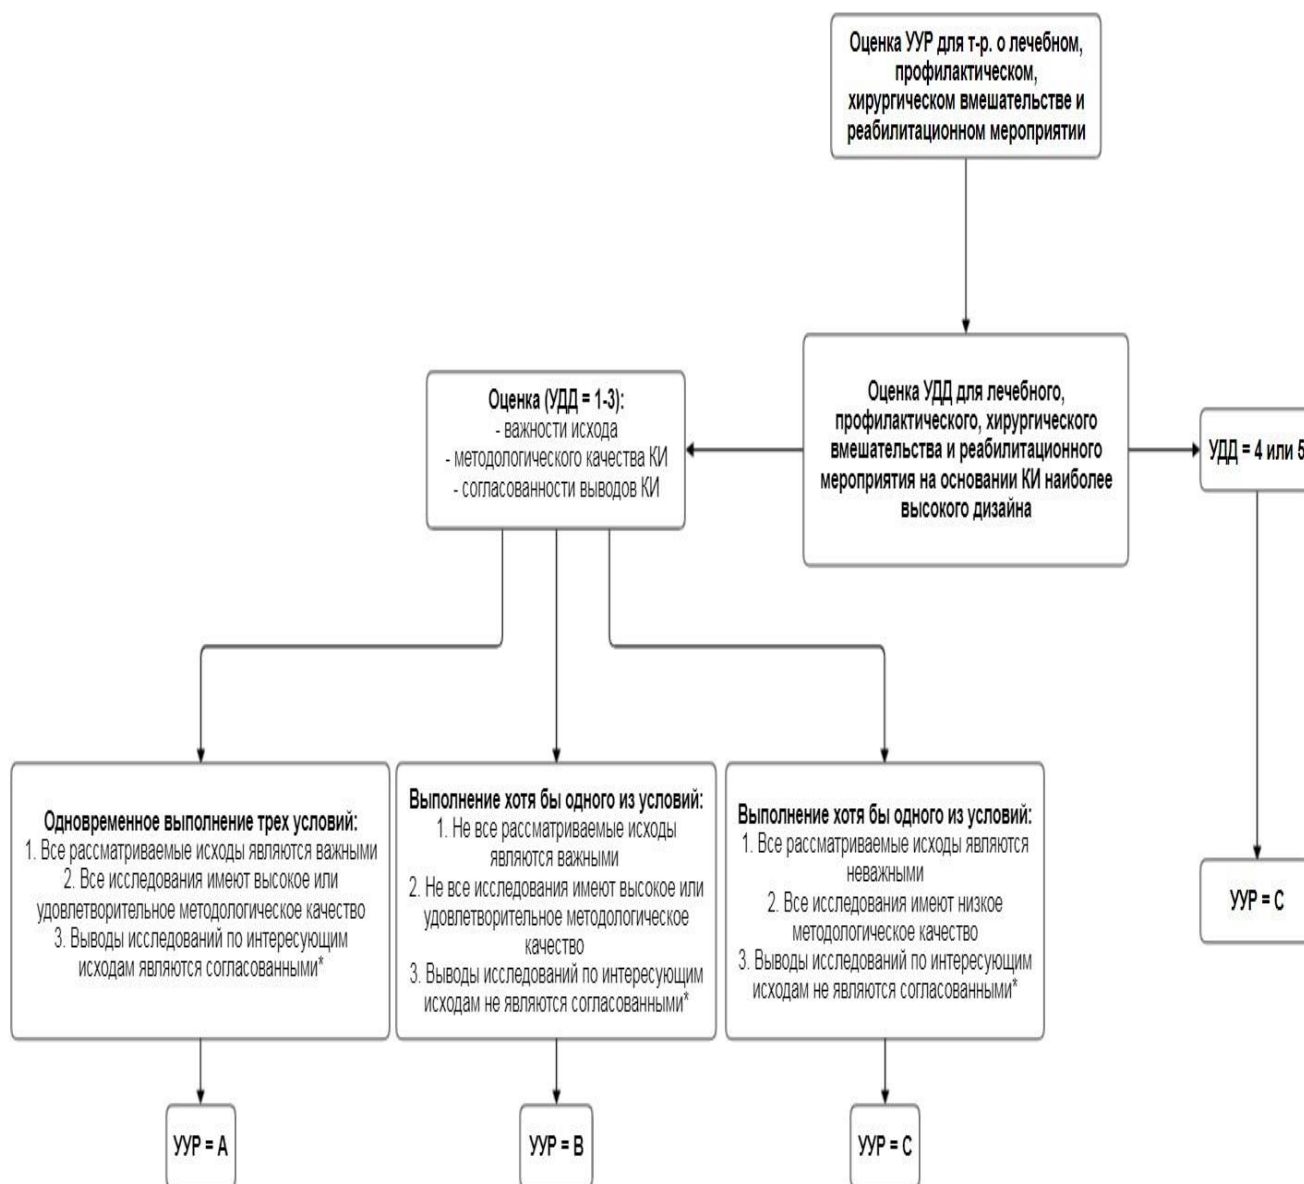 Оценка УУР для т-р. о лечебном,
профилактическом,
хирургическом вмешательстве и
реабилитационном мероприятии
Оценка (УДД = 1-3):
- важности исхода
- методологического качества КИ
- согласованности выводов КИ
Оценка УДД для лечебного,
профилактического, хирургического
вмешательства и реабилитационного
мероприятия на основании КИ наиболее
высокого дизайна
УДД = 4 или 5
Одновременное выполнение трех условий:
1. Все рассматриваемые исходы являются важными
2. Все исследования имеют высокое или
удовлетворительное методологическое качество
3. Выводы исследований по интересующим
исходам являются согласованными*
Выполнение хотя бы одного из условий:
1. Не все рассматриваемые исходы
являются важными
2. Не все исследования имеют высокое или
удовлетворительное методологическое
качество
3. Выводы исследований по интересующим
исходам не являются согласованными*
Выполнение хотя бы одного из условий:
1. Все рассматриваемые исходы являются
неважными
2. Все исследования имеют низкое
методологическое качество
3. Выводы исследований по интересующим
исходам не являются согласованными*
УУР = C
УУР = A
УУР = B
УУР = C